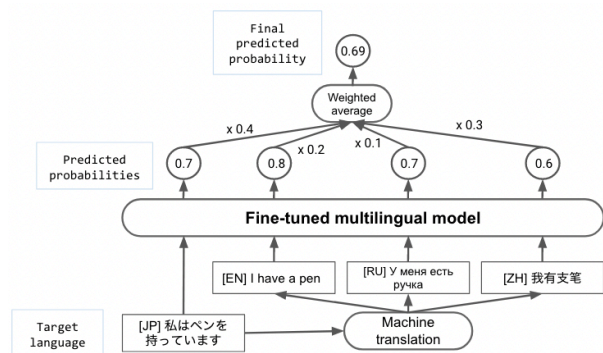 Final
predicted
probability
0.69
Weighted
average
x 0.4
x 0.2
x 0.1
x 0.3
Predicted
probabilities
0.7
0.8
0.7
0.6
Fine-tuned multilingual model
[EN] I have a pen
[RU] У меня есть
ручка
[ZH] 我有支笔
Target
language
[JP] 私はペンを
持っています
Machine
translation